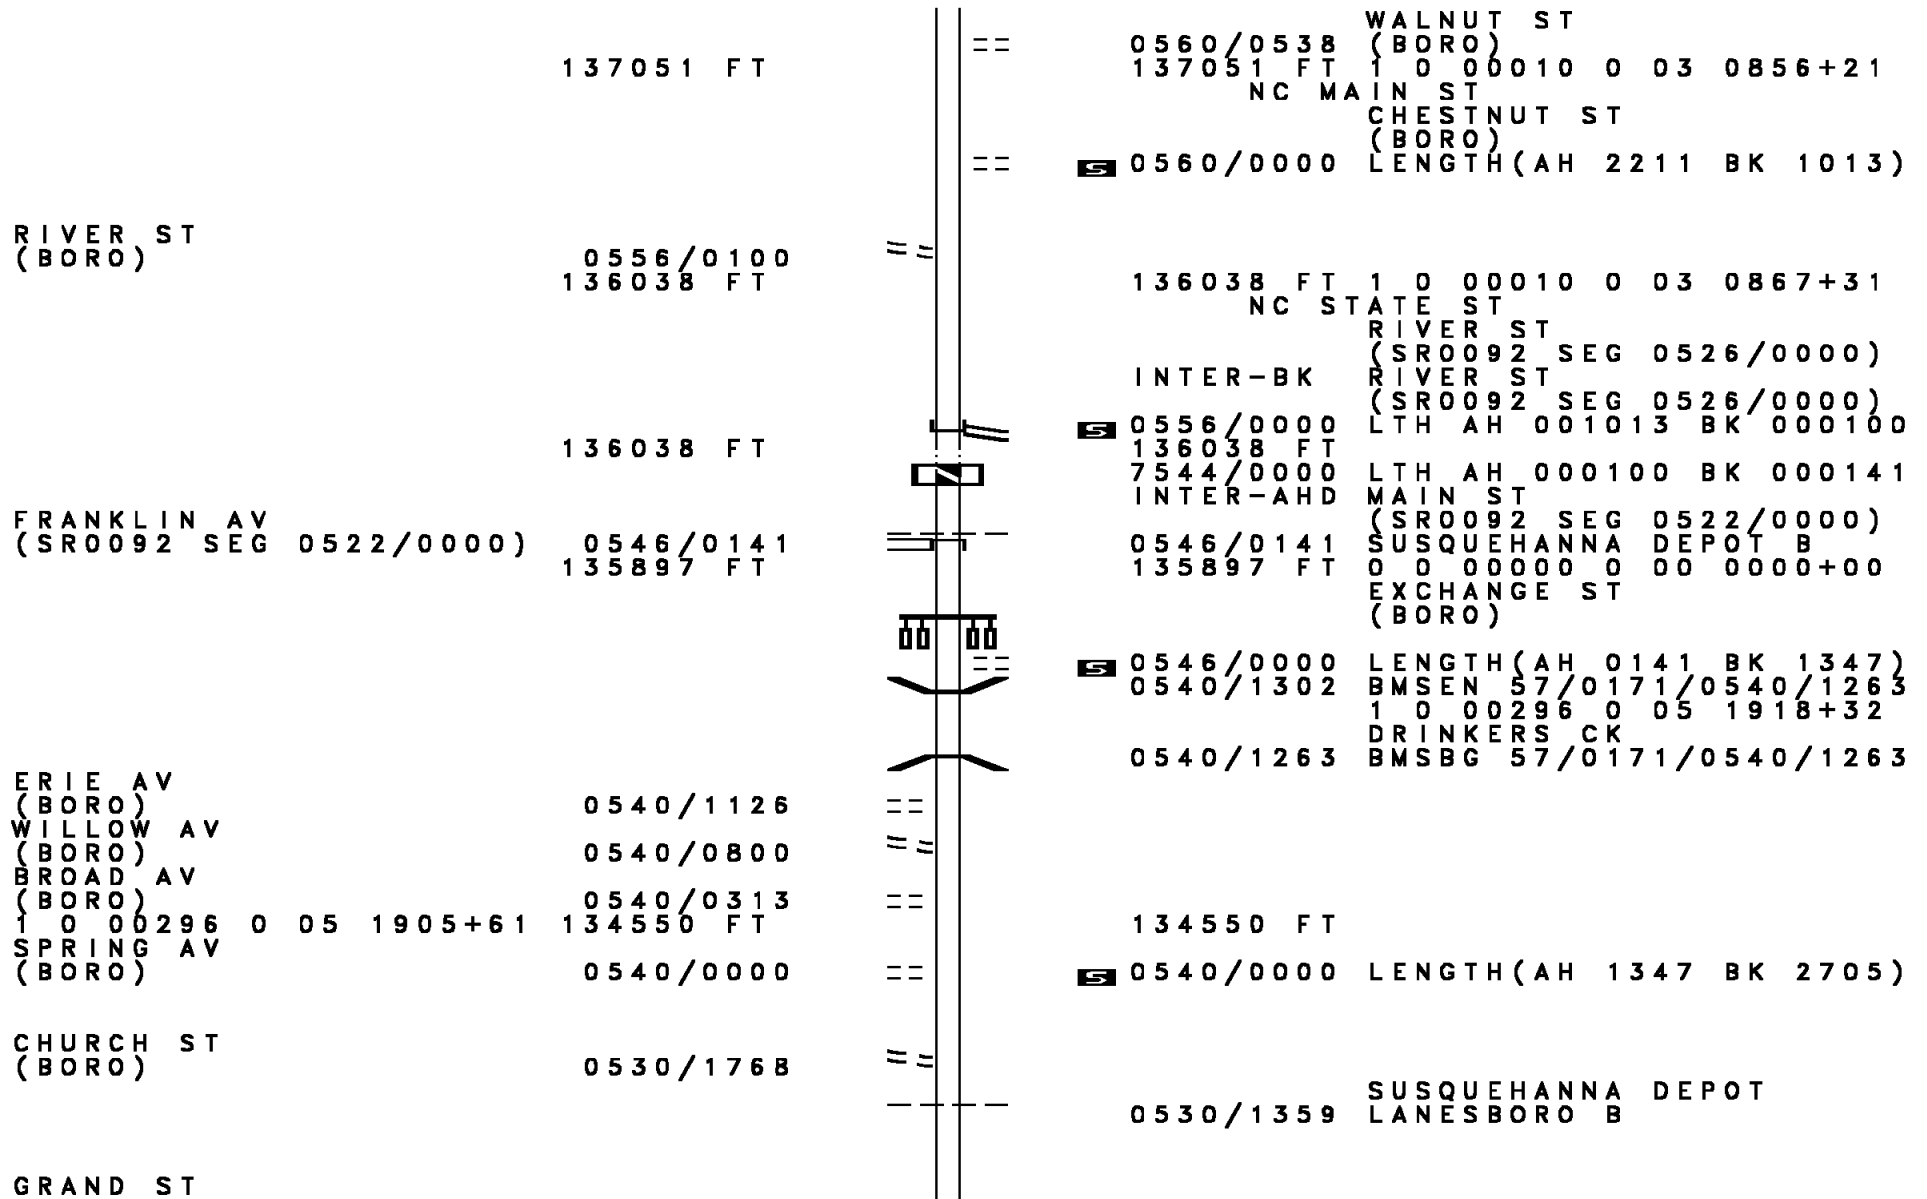 WALNUT ST
0560/0538 (BORO)
137051 FT 137051 FT 1 0 00010 0 03 0856+21
NC MAIN ST
CHESTNUT ST
(BORO)
S 0560/0000 LENGTH(AH 2211 BK 1013)
RIVER ST
(BORO) 0556/0100
136038 FT 136038 FT 1 0 00010 0 03 0867+31
NC STATE ST
RIVER ST
(SR0092 SEG 0526/0000)
INTER-BK RIVER ST
(SR0092 SEG 0526/0000)
S 0556/0000 LTH AH 001013 BK 000100
136038 FT 136038 FT
7544/0000 LTH AH 000100 BK 000141
INTER-AHD MAIN ST
FRANKLIN AV (SR0092 SEG 0522/0000)
(SR0092 SEG 0522/0000) 0546/0141 0546/0141 SUSQUEHANNA DEPOT B
135897 FT 135897 FT 0 0 00000 0 00 0000+00
EXCHANGE ST
(BORO)
S 0546/0000 LENGTH(AH 0141 BK 1347)
0540/1302 BMSEN 57/0171/0540/1263
1 0 00296 0 05 1918+32
DRINKERS CK
0540/1263 BMSBG 57/0171/0540/1263
ERIE AV
(BORO) 0540/1126
WILLOW AV
(BORO) 0540/0800
BROAD AV
(BORO) 0540/0313
1 0 00296 0 05 1905+61 134550 FT 134550 FT
SPRING AV
(BORO) 0540/0000 S 0540/0000 LENGTH(AH 1347 BK 2705)
CHURCH ST
(BORO) 0530/1768
SUSQUEHANNA DEPOT
0530/1359 LANESBORO B
GRAND ST